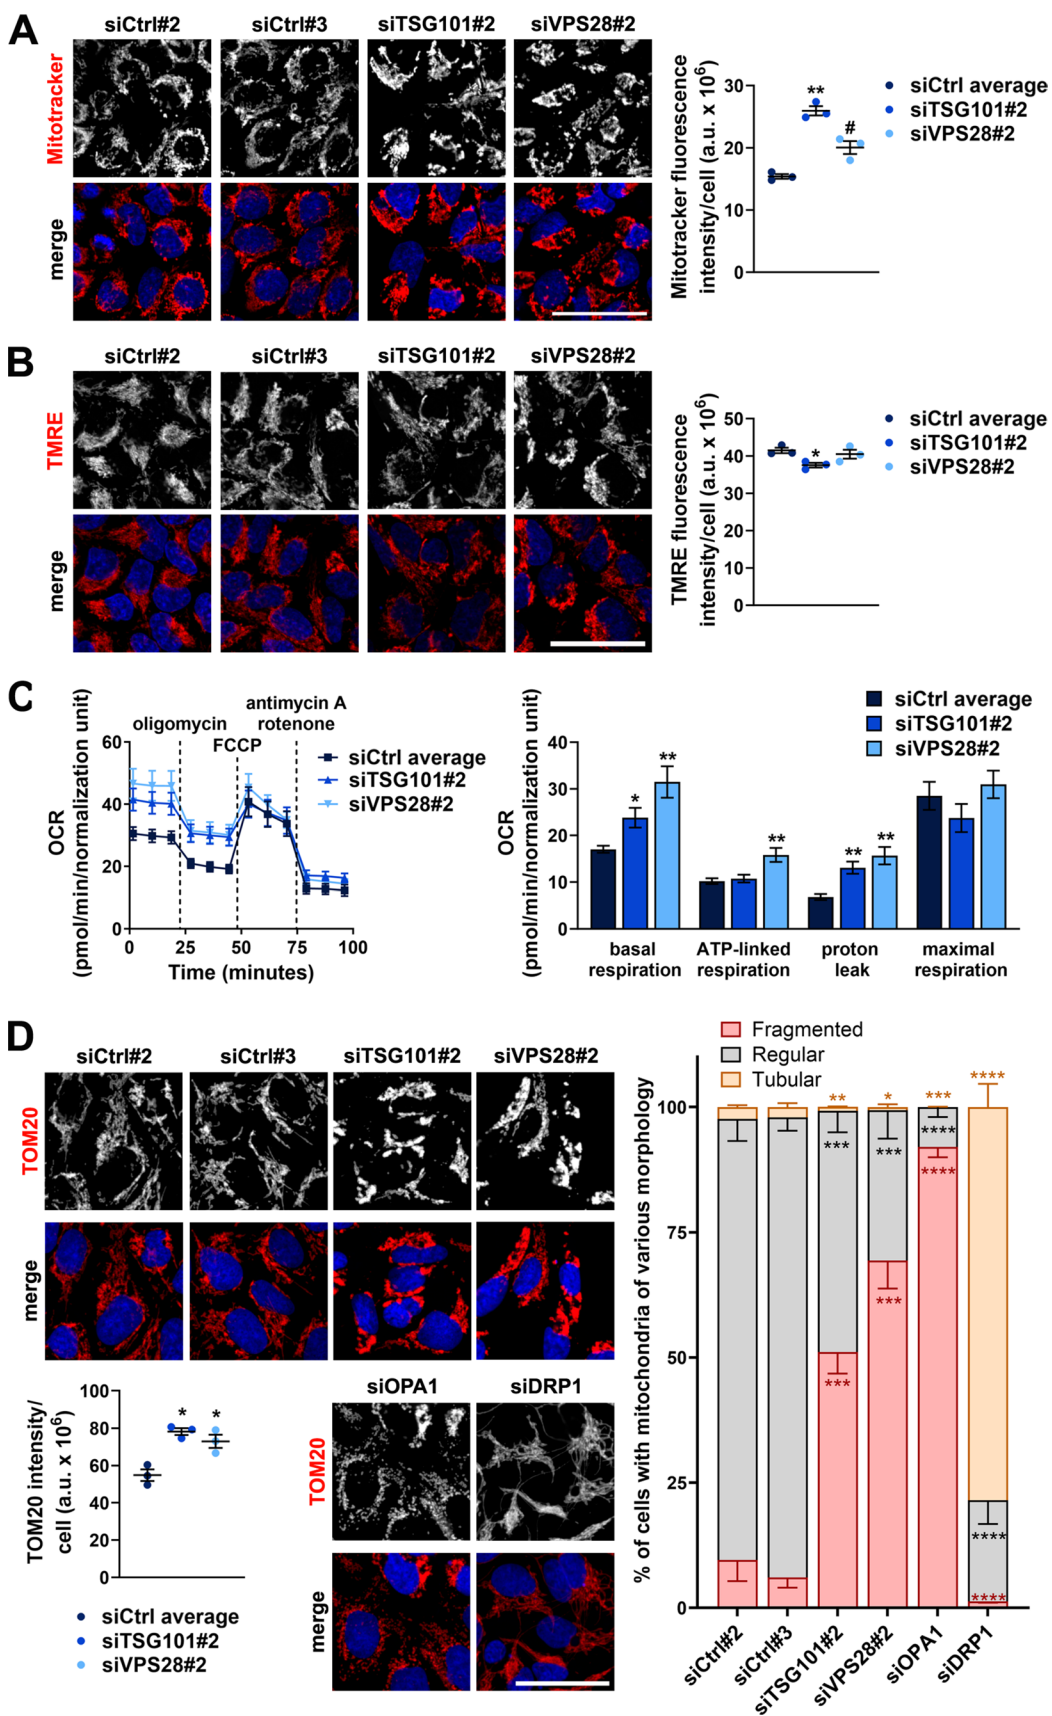 A
siCtrl#2
siCtrl#3
siTSG101#2
siVPS28#2
Mitotracker
merge
Mitotracker fluorescence
intensity/cell (a.u. x 10⁶)
30
20
10
0
**
#
siCtrl average
siTSG101#2
siVPS28#2
B
siCtrl#2
siCtrl#3
siTSG101#2
siVPS28#2
TMRE
merge
TMRE fluorescence
intensity/cell (a.u. x 10⁶)
50
40
30
20
10
0
*
siCtrl average
siTSG101#2
siVPS28#2
C
OCR
(pmol/min/normalization unit)
60
40
20
0
oligomycin
FCCP
antimycin A
rotenone
siCtrl average
siTSG101#2
siVPS28#2
0
25
50
75
100
Time (minutes)
OCR
(pmol/min/normalization unit)
40
30
20
10
0
siCtrl average
siTSG101#2
siVPS28#2
*
**
**
**
**
basal
respiration
ATP-linked
respiration
proton
leak
maximal
respiration
D
siCtrl#2
siCtrl#3
siTSG101#2
siVPS28#2
TOM20
merge
TOM20 intensity/
cell (a.u. x 10⁶)
100
80
60
40
20
0
*
*
siCtrl average
siTSG101#2
siVPS28#2
siOPA1
siDRP1
TOM20
merge
Fragmented
Regular
Tubular
% of cells with mitochondria of various morphology
100
75
50
25
0
**
*
***
****
***
***
****
****
***
***
****
****
siCtrl#2
siCtrl#3
siTSG101#2
siVPS28#2
siOPA1
siDRP1